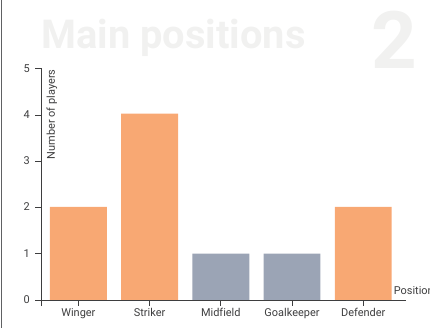 Main positions
2
Number of players
5
4
3
2
1
0
Winger Striker Midfield Goalkeeper Defender
Position